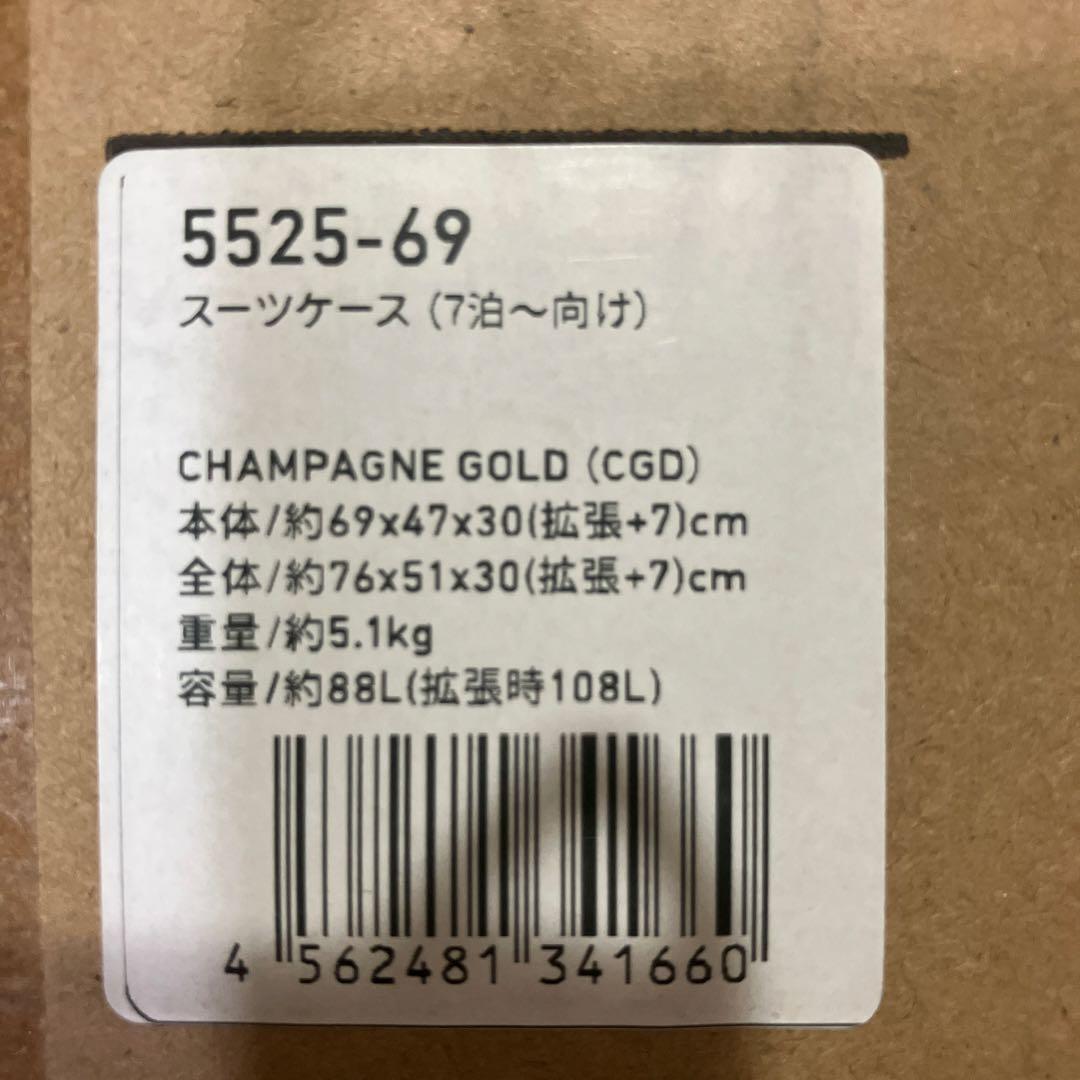 5525-69
スーツケース（7泊〜向け）
CHAMPAGNE GOLD（CGD）
本体/約69x47x30(拡張+7)cm
全体/約76x51x30(拡張+7)cm
重量/約5.1kg
容量/約88L(拡張時108L)
4 562481 341660